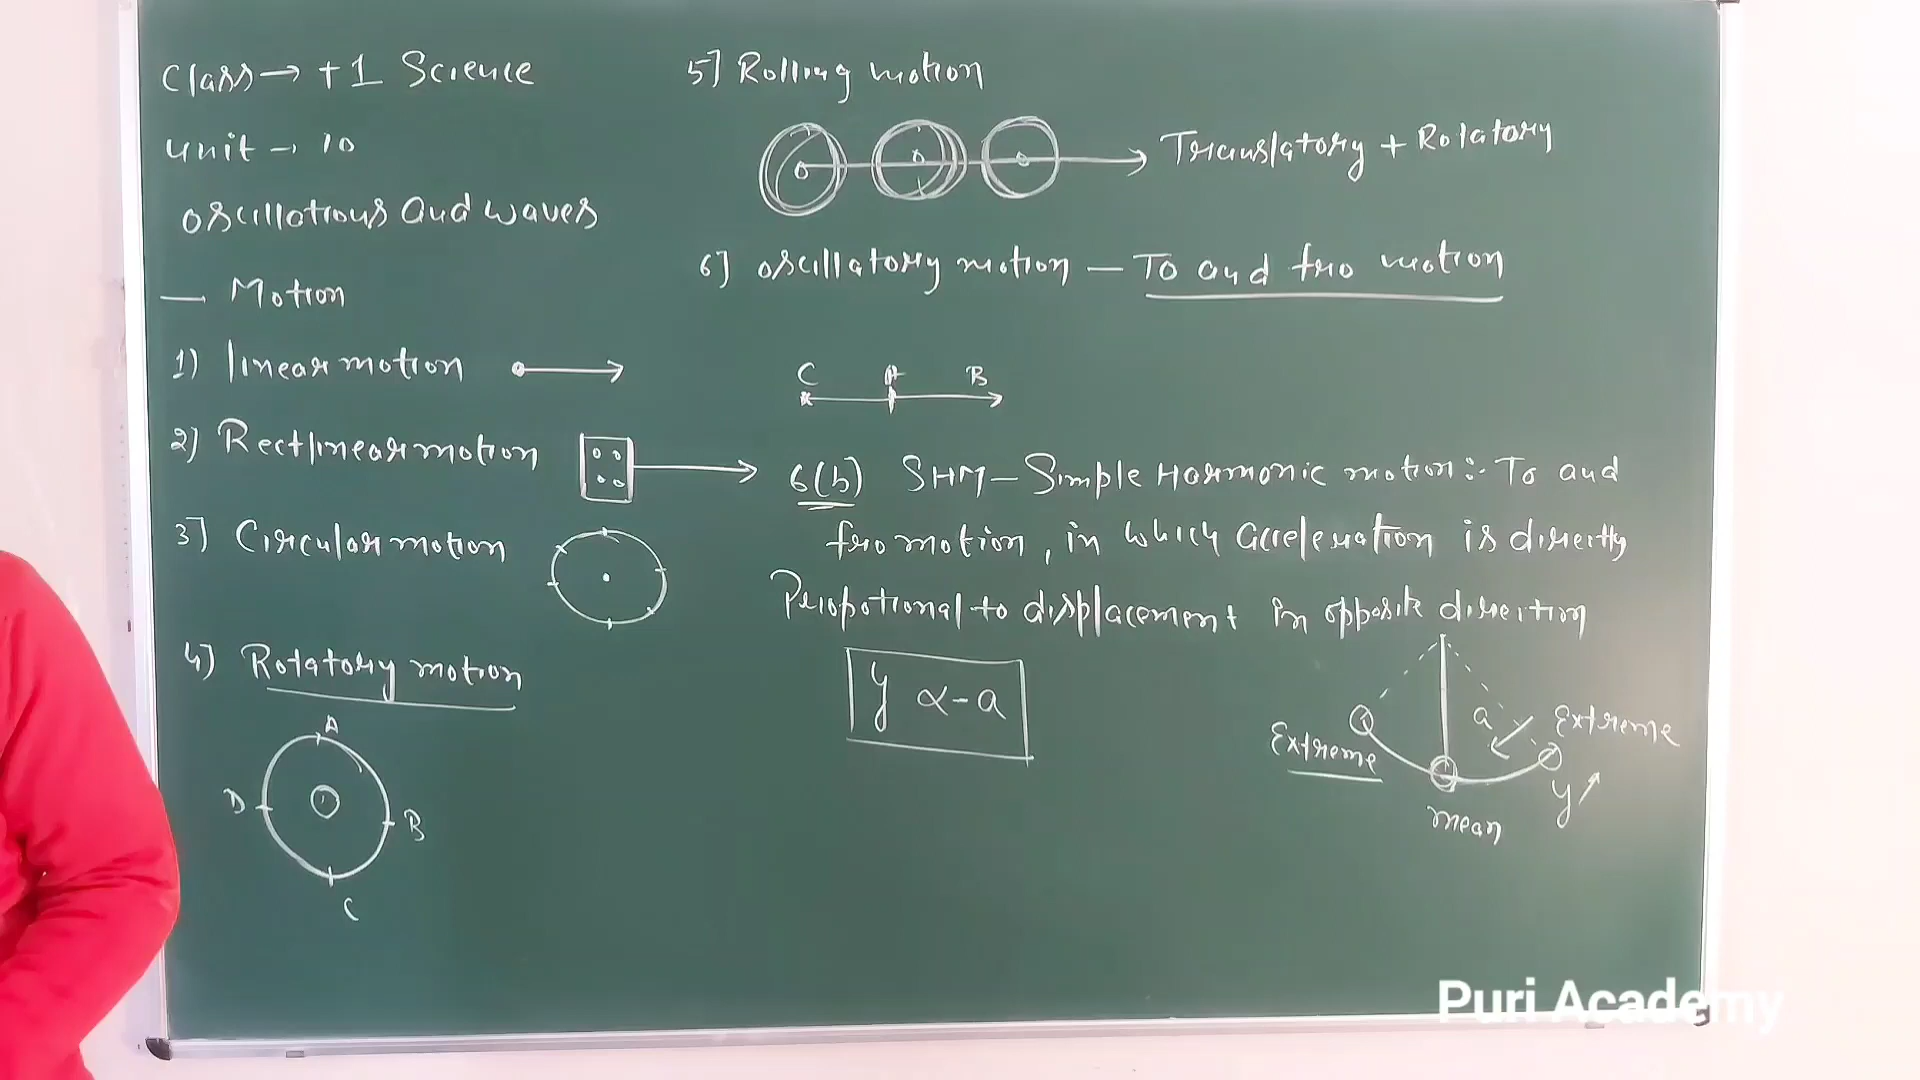 Class → +1 Science
Unit - 10
Oscillations and waves
— Motion
1) linear motion
2) Rectlinear motion
3] Circular motion
4) Rotatory motion
A
D
B
C
5] Rolling motion
Translatory + Rotatory
6] Oscillatory motion — To and fro motion
C A B
6(b) SHM - Simple Harmonic motion :- To and
fro motion, in which acceleration is directly
Propotional to displacement in opposite direction
y ∝ - a
a
Extreme
Extreme
y
mean
Puri Academy